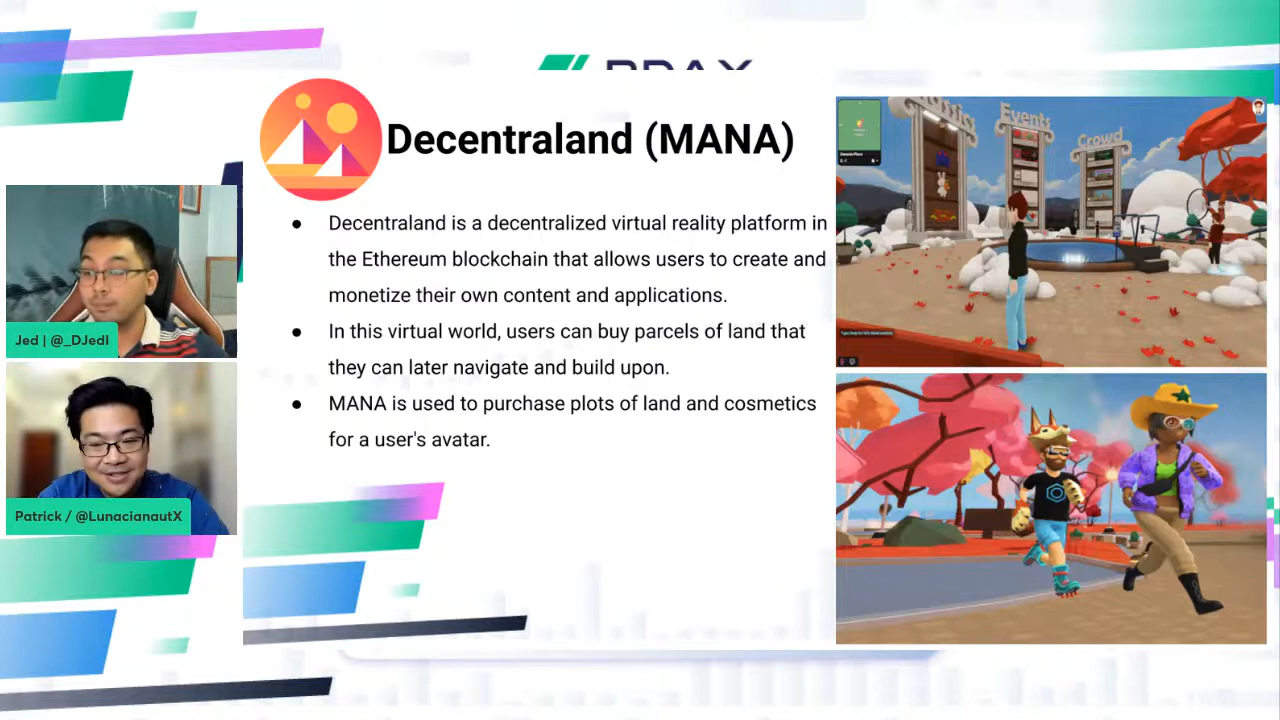 PDAX
Decentraland (MANA)
● Decentraland is a decentralized virtual reality platform in
the Ethereum blockchain that allows users to create and
monetize their own content and applications.
● In this virtual world, users can buy parcels of land that
they can later navigate and build upon.
● MANA is used to purchase plots of land and cosmetics
for a user's avatar.
Jed | @_DJedI
Patrick / @LunacianautX
Events
Crowd